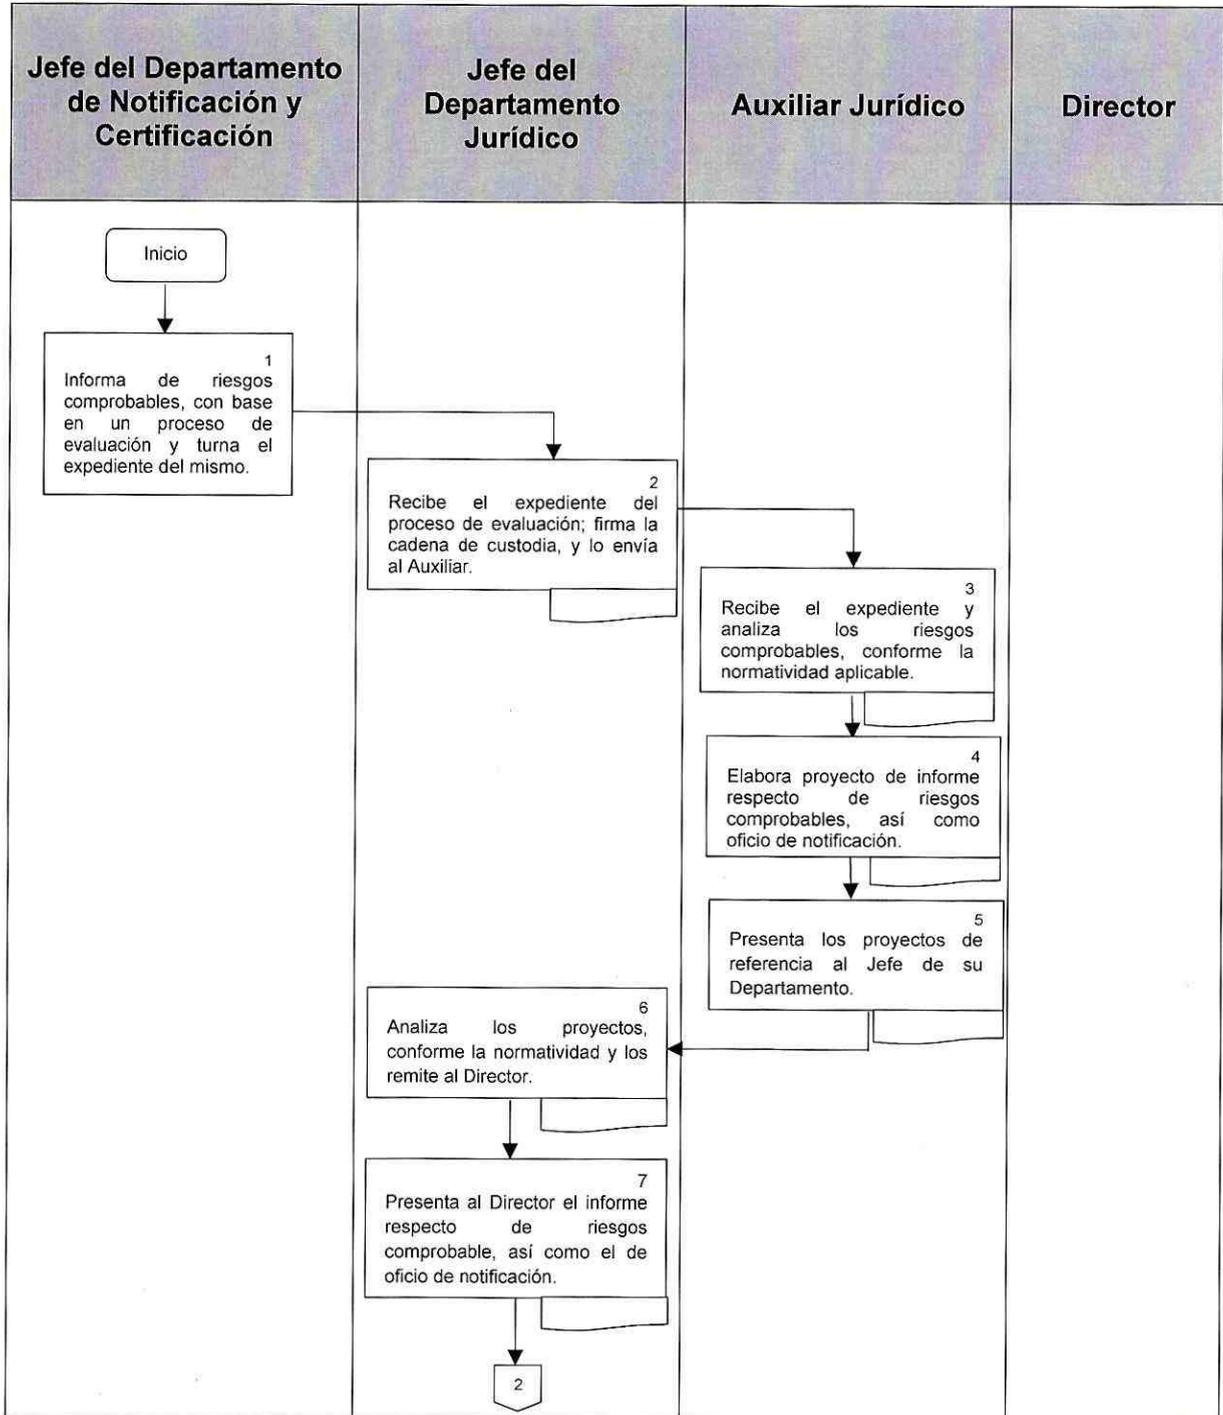 Jefe del Departamento
de Notificación y
Certificación
Jefe del
Departamento
Jurídico
Auxiliar Jurídico
Director
Inicio
1
Informa de riesgos
comprobables, con base
en un proceso de
evaluación y turna el
expediente del mismo.
2
Recibe el expediente del
proceso de evaluación; firma la
cadena de custodia, y lo envía
al Auxiliar.
3
Recibe el expediente y
analiza los riesgos
comprobables, conforme la
normatividad aplicable.
4
Elabora proyecto de informe
respecto de riesgos
comprobables, así como
oficio de notificación.
5
Presenta los proyectos de
referencia al Jefe de su
Departamento.
6
Analiza los proyectos,
conforme la normatividad y los
remite al Director.
7
Presenta al Director el informe
respecto de riesgos
comprobable, así como el de
oficio de notificación.
2